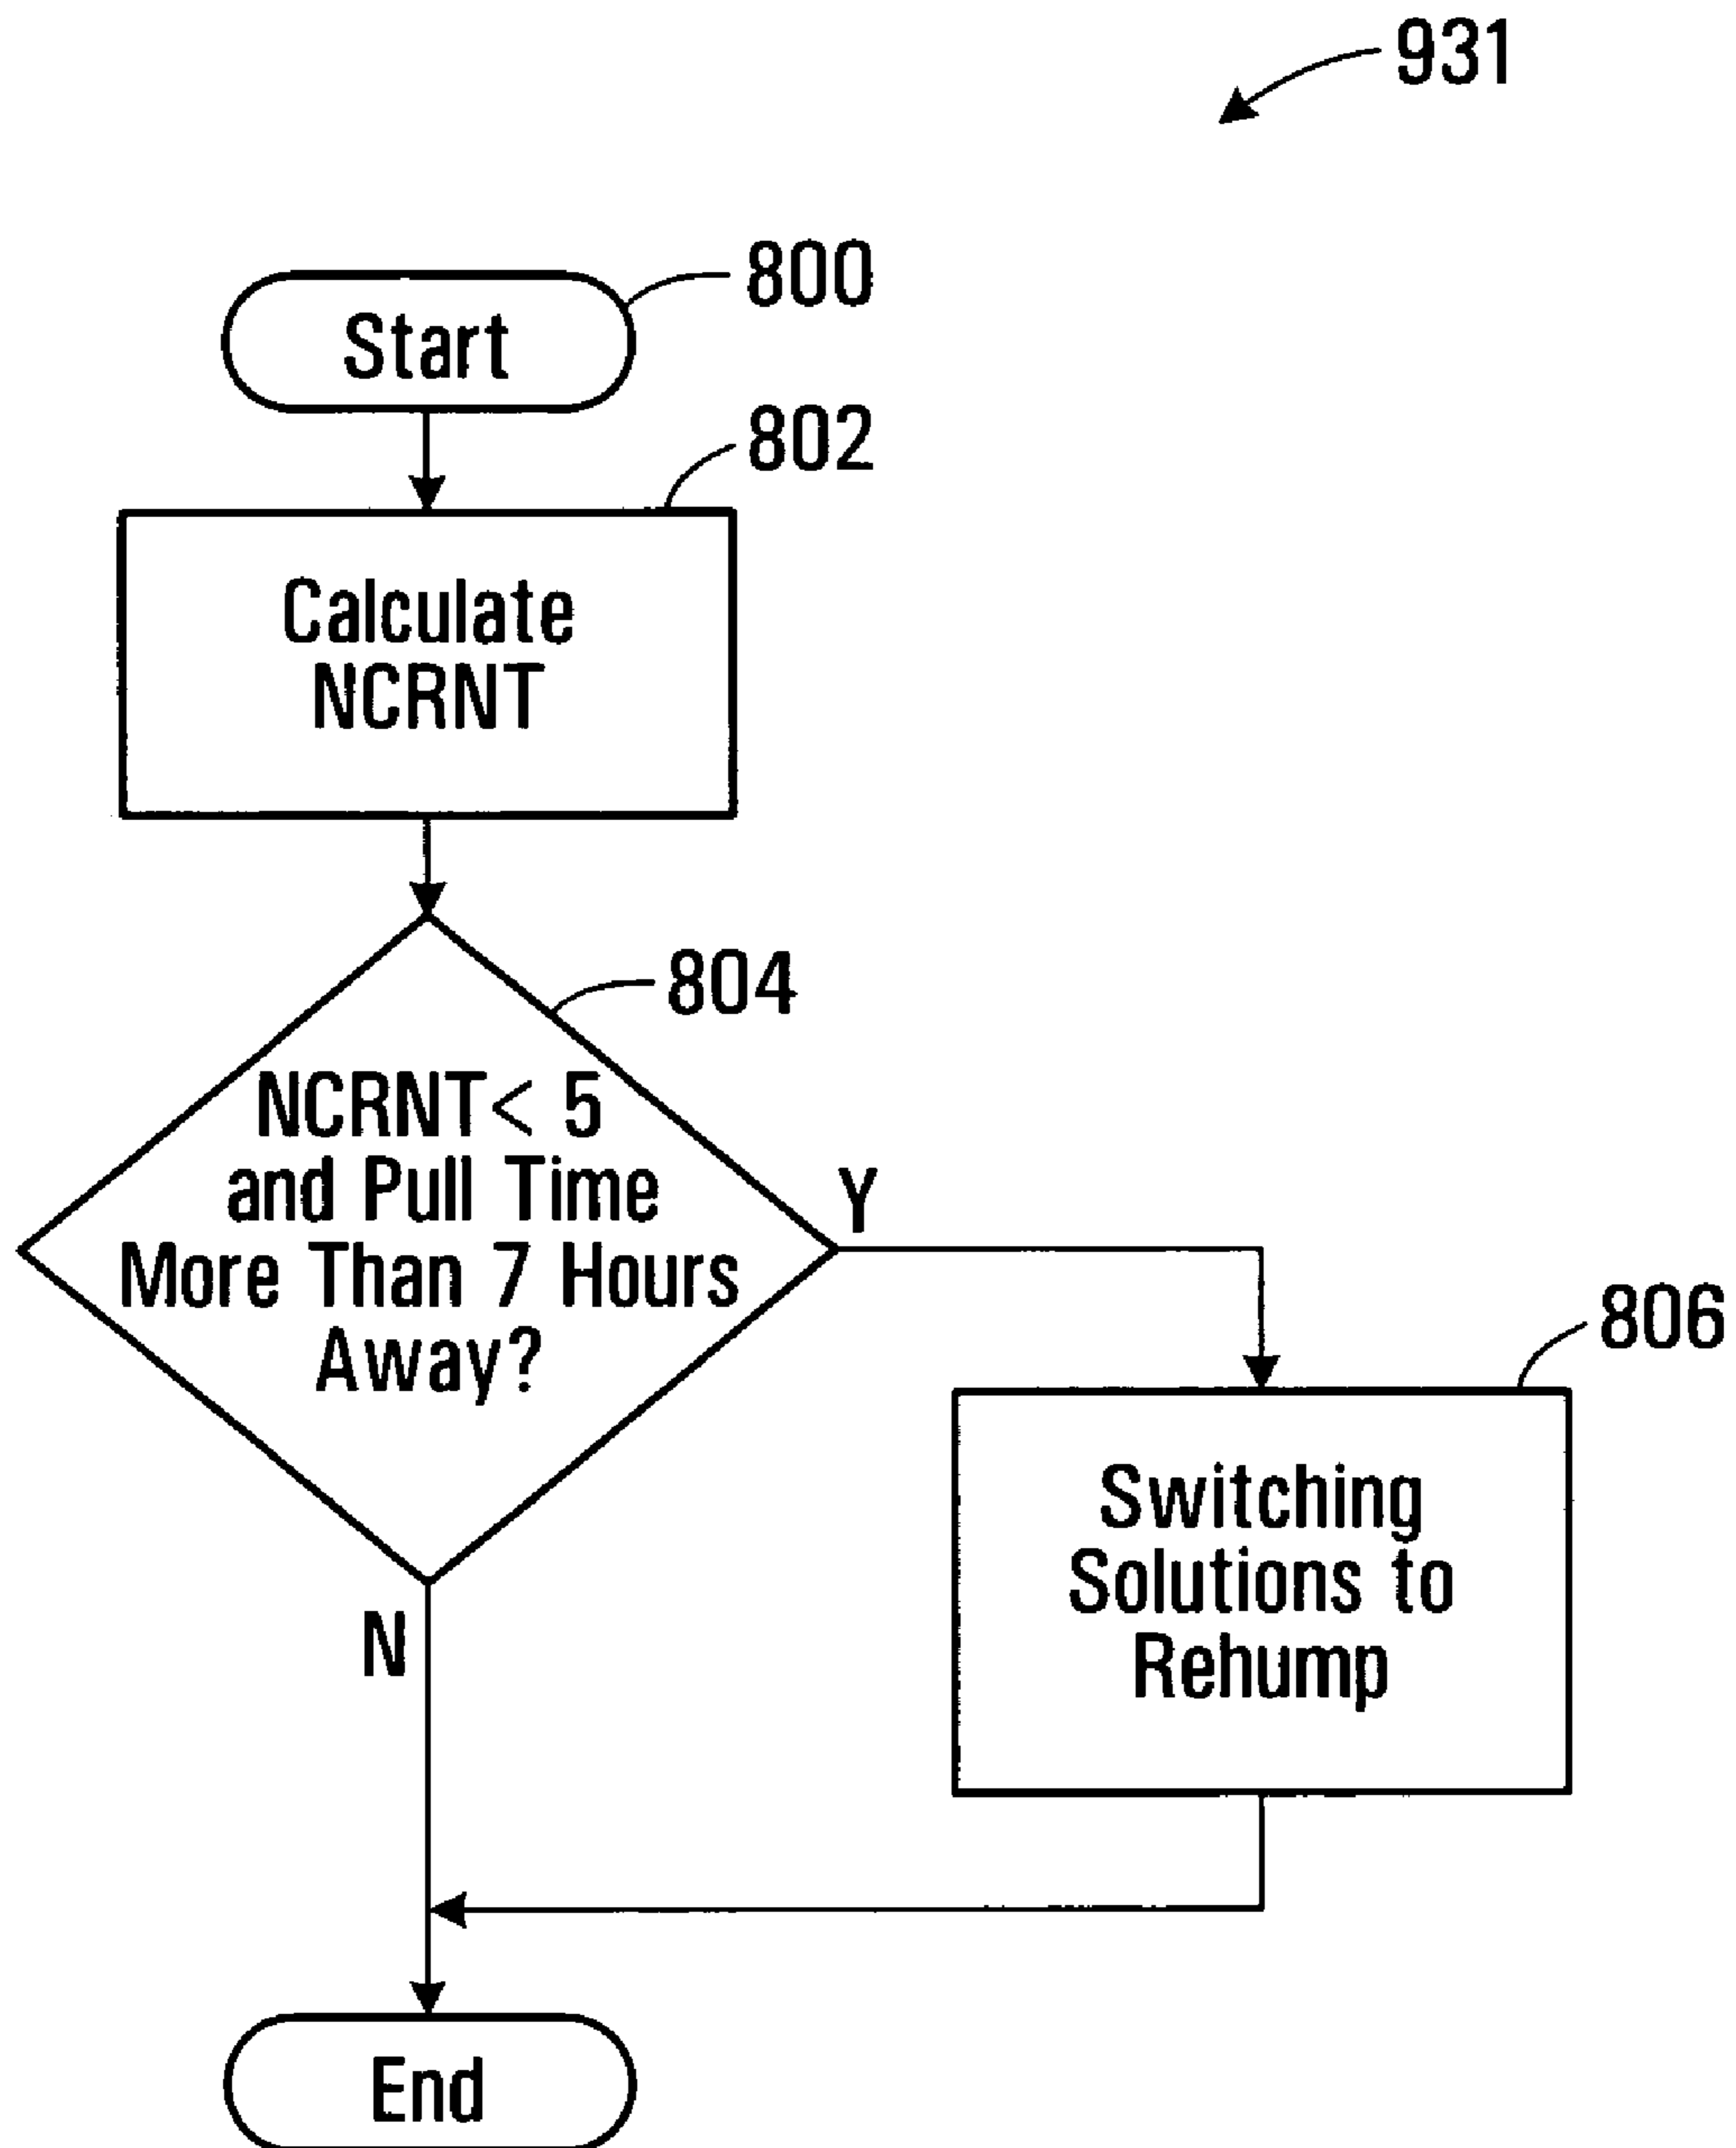 931
800
Start
802
Calculate
NCRNT
804
NCRNT< 5
and Pull Time
More Than 7 Hours
Away?
Y
806
Switching
Solutions to
Rehump
N
End